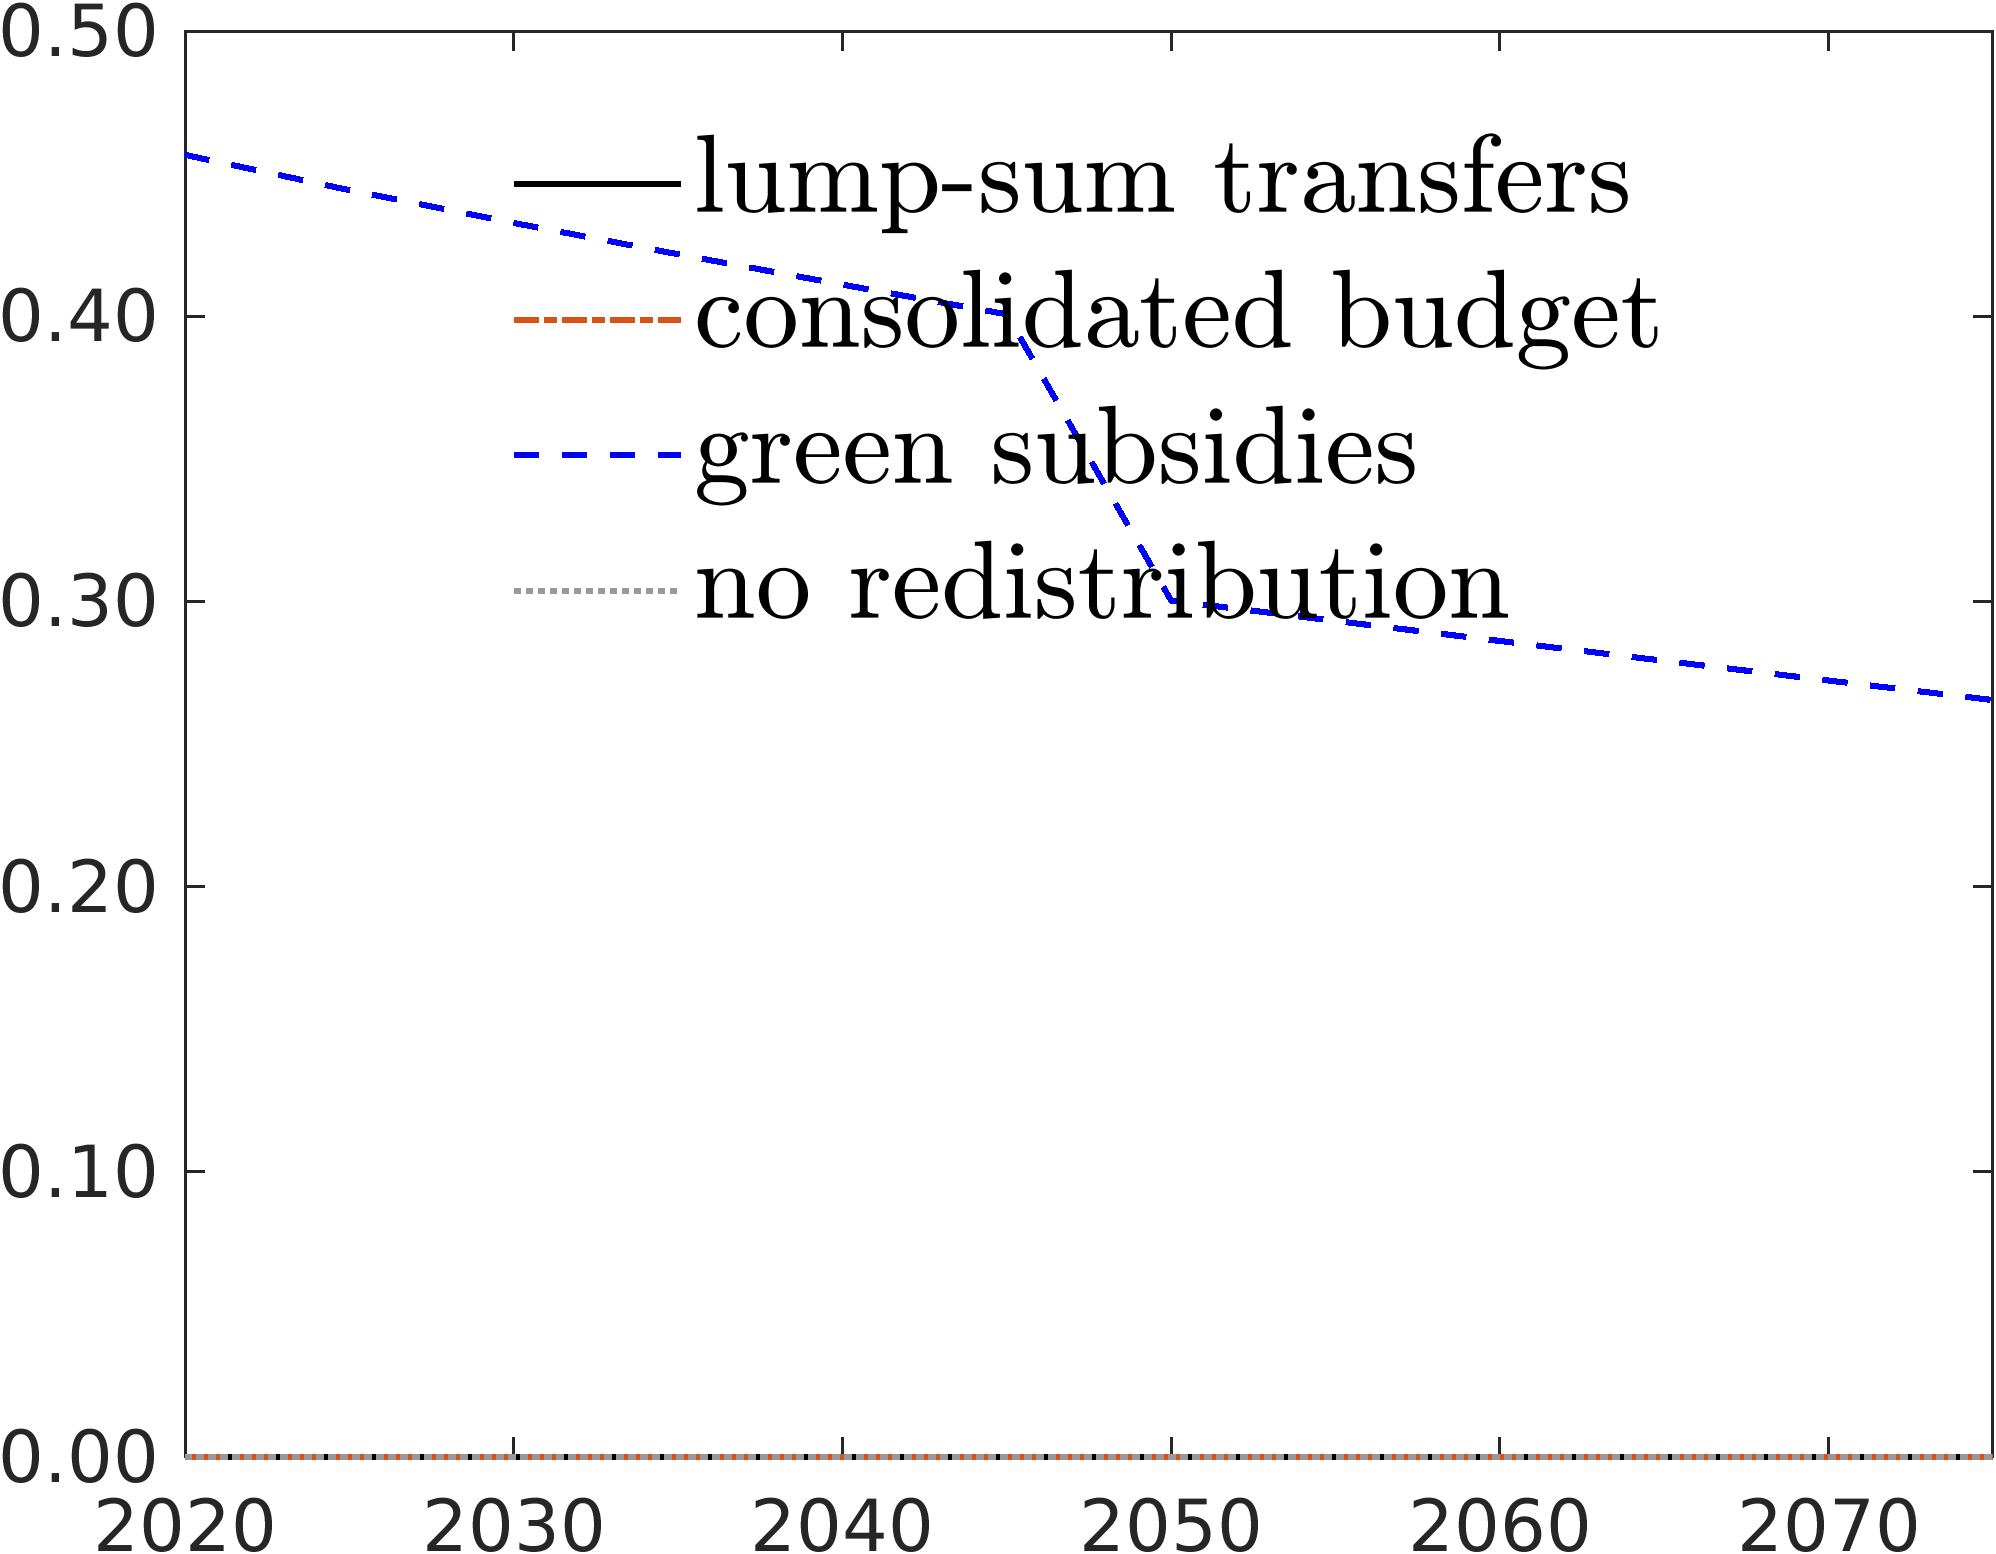 0.50
lump-sum transfers
consolidated budget
0.40
green subsidies
no redistribution
0.30
0.20
0.10
0.00
2020 2030 2040 2050 2060 2070